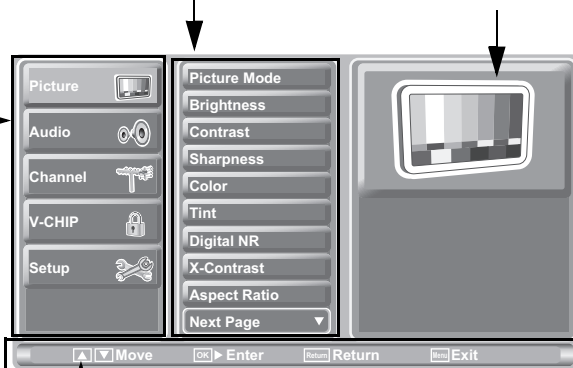 Picture
Audio
Channel
V-CHIP
Setup
Picture Mode
Brightness
Contrast
Sharpness
Color
Tint
Digital NR
X-Contrast
Aspect Ratio
Next Page ▼
▲ ▼ Move OK ▶ Enter Return Return Menu Exit